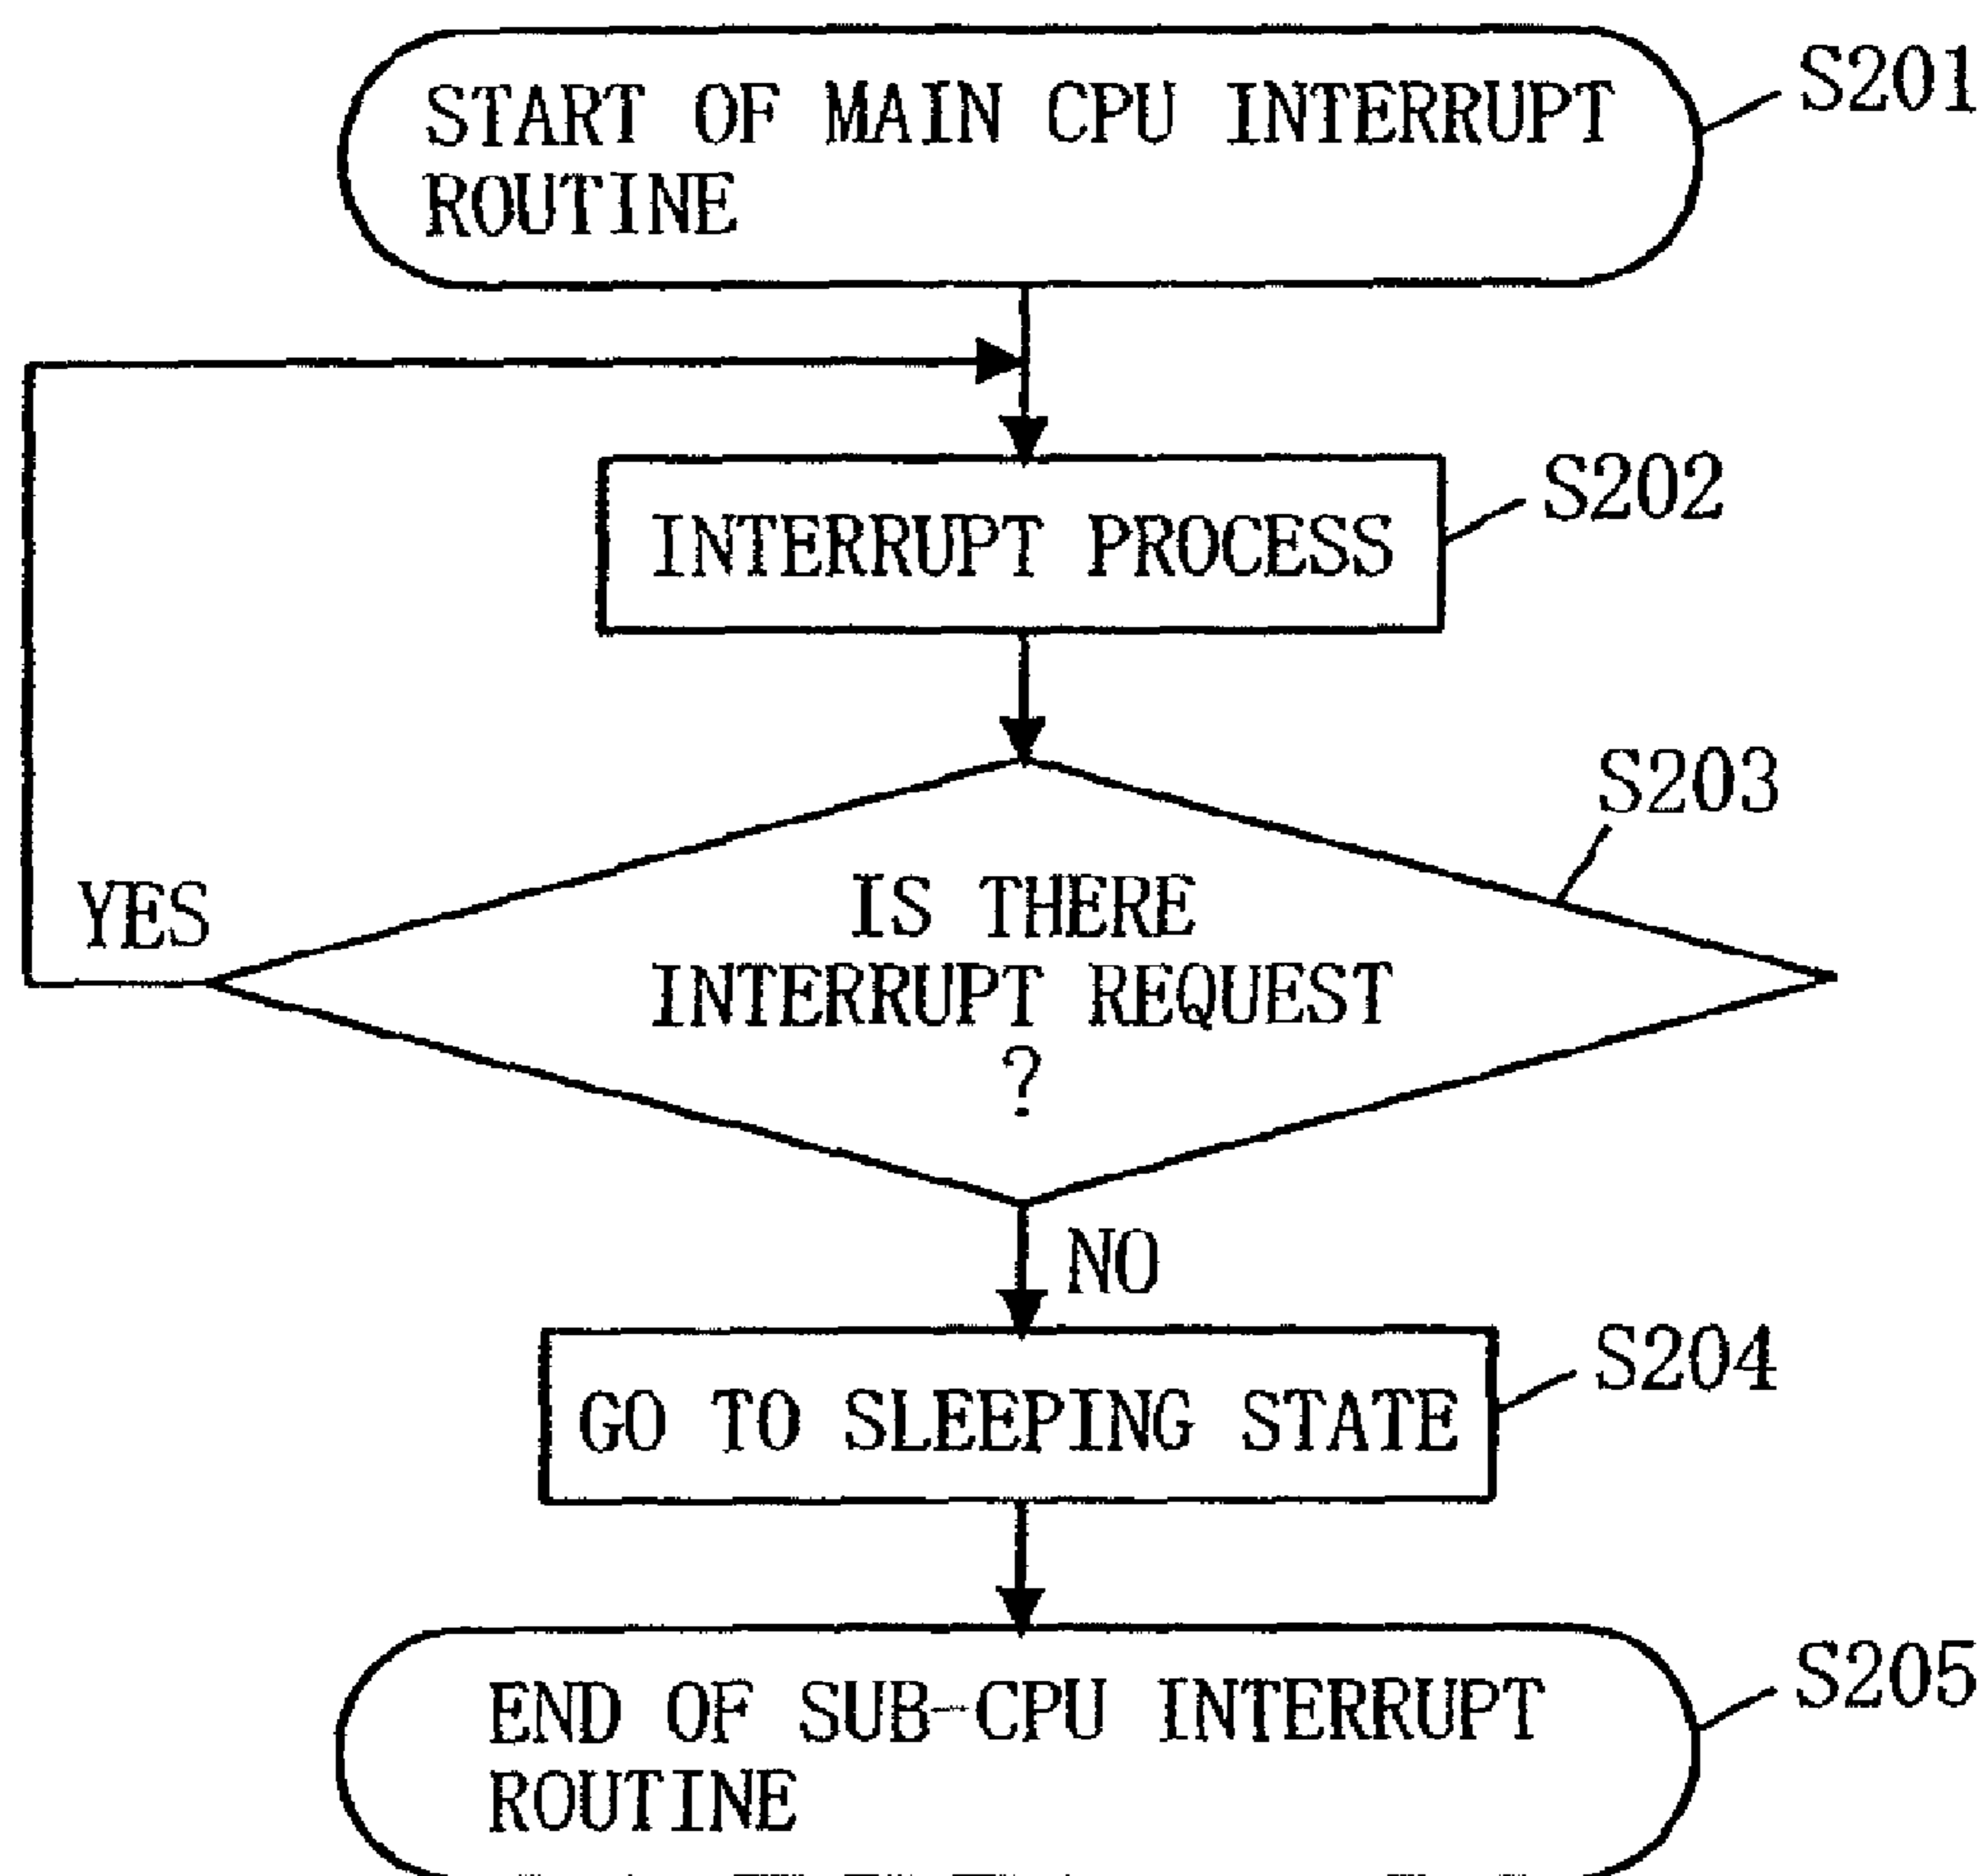 START OF MAIN CPU INTERRUPT
ROUTINE
S201
INTERRUPT PROCESS
S202
S203
IS THERE
INTERRUPT REQUEST
?
YES
NO
GO TO SLEEPING STATE
S204
END OF SUB-CPU INTERRUPT
ROUTINE
S205